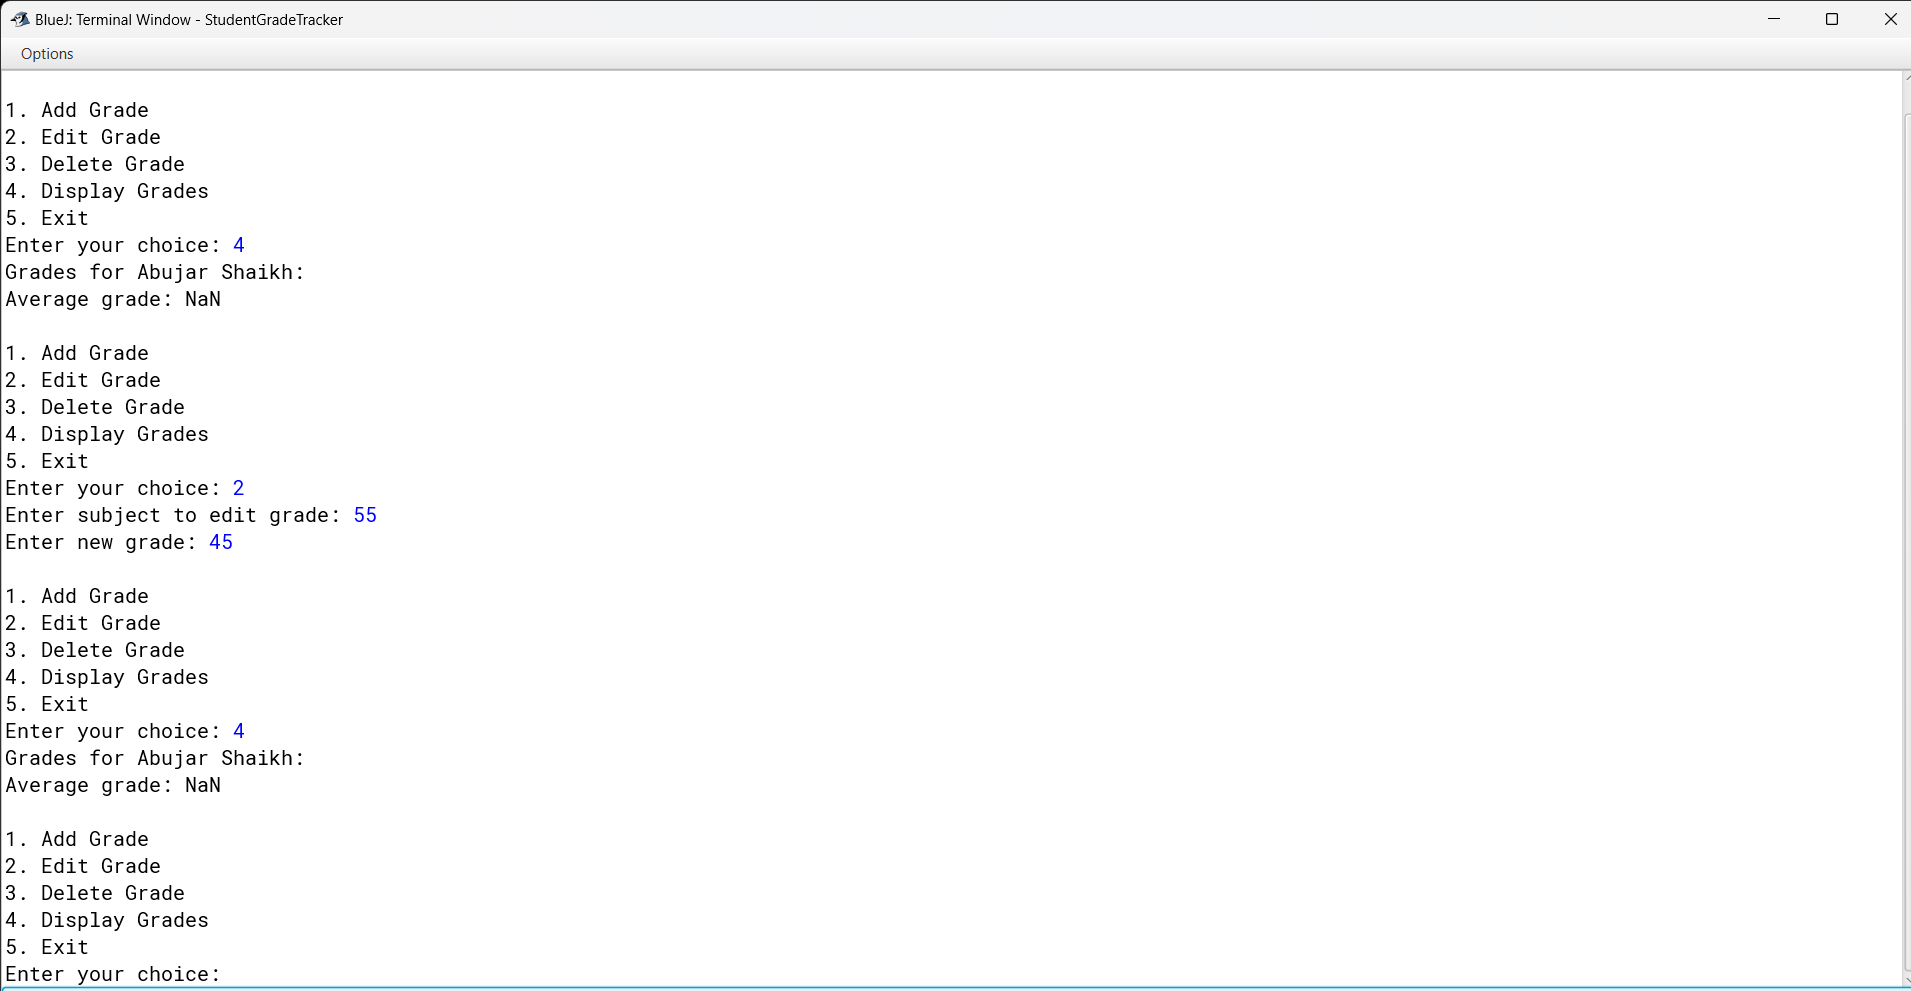 BlueJ: Terminal Window - StudentGradeTracker
Options
1. Add Grade
2. Edit Grade
3. Delete Grade
4. Display Grades
5. Exit
Enter your choice: 4
Grades for Abujar Shaikh:
Average grade: NaN
1. Add Grade
2. Edit Grade
3. Delete Grade
4. Display Grades
5. Exit
Enter your choice: 2
Enter subject to edit grade: 55
Enter new grade: 45
1. Add Grade
2. Edit Grade
3. Delete Grade
4. Display Grades
5. Exit
Enter your choice: 4
Grades for Abujar Shaikh:
Average grade: NaN
1. Add Grade
2. Edit Grade
3. Delete Grade
4. Display Grades
5. Exit
Enter your choice: